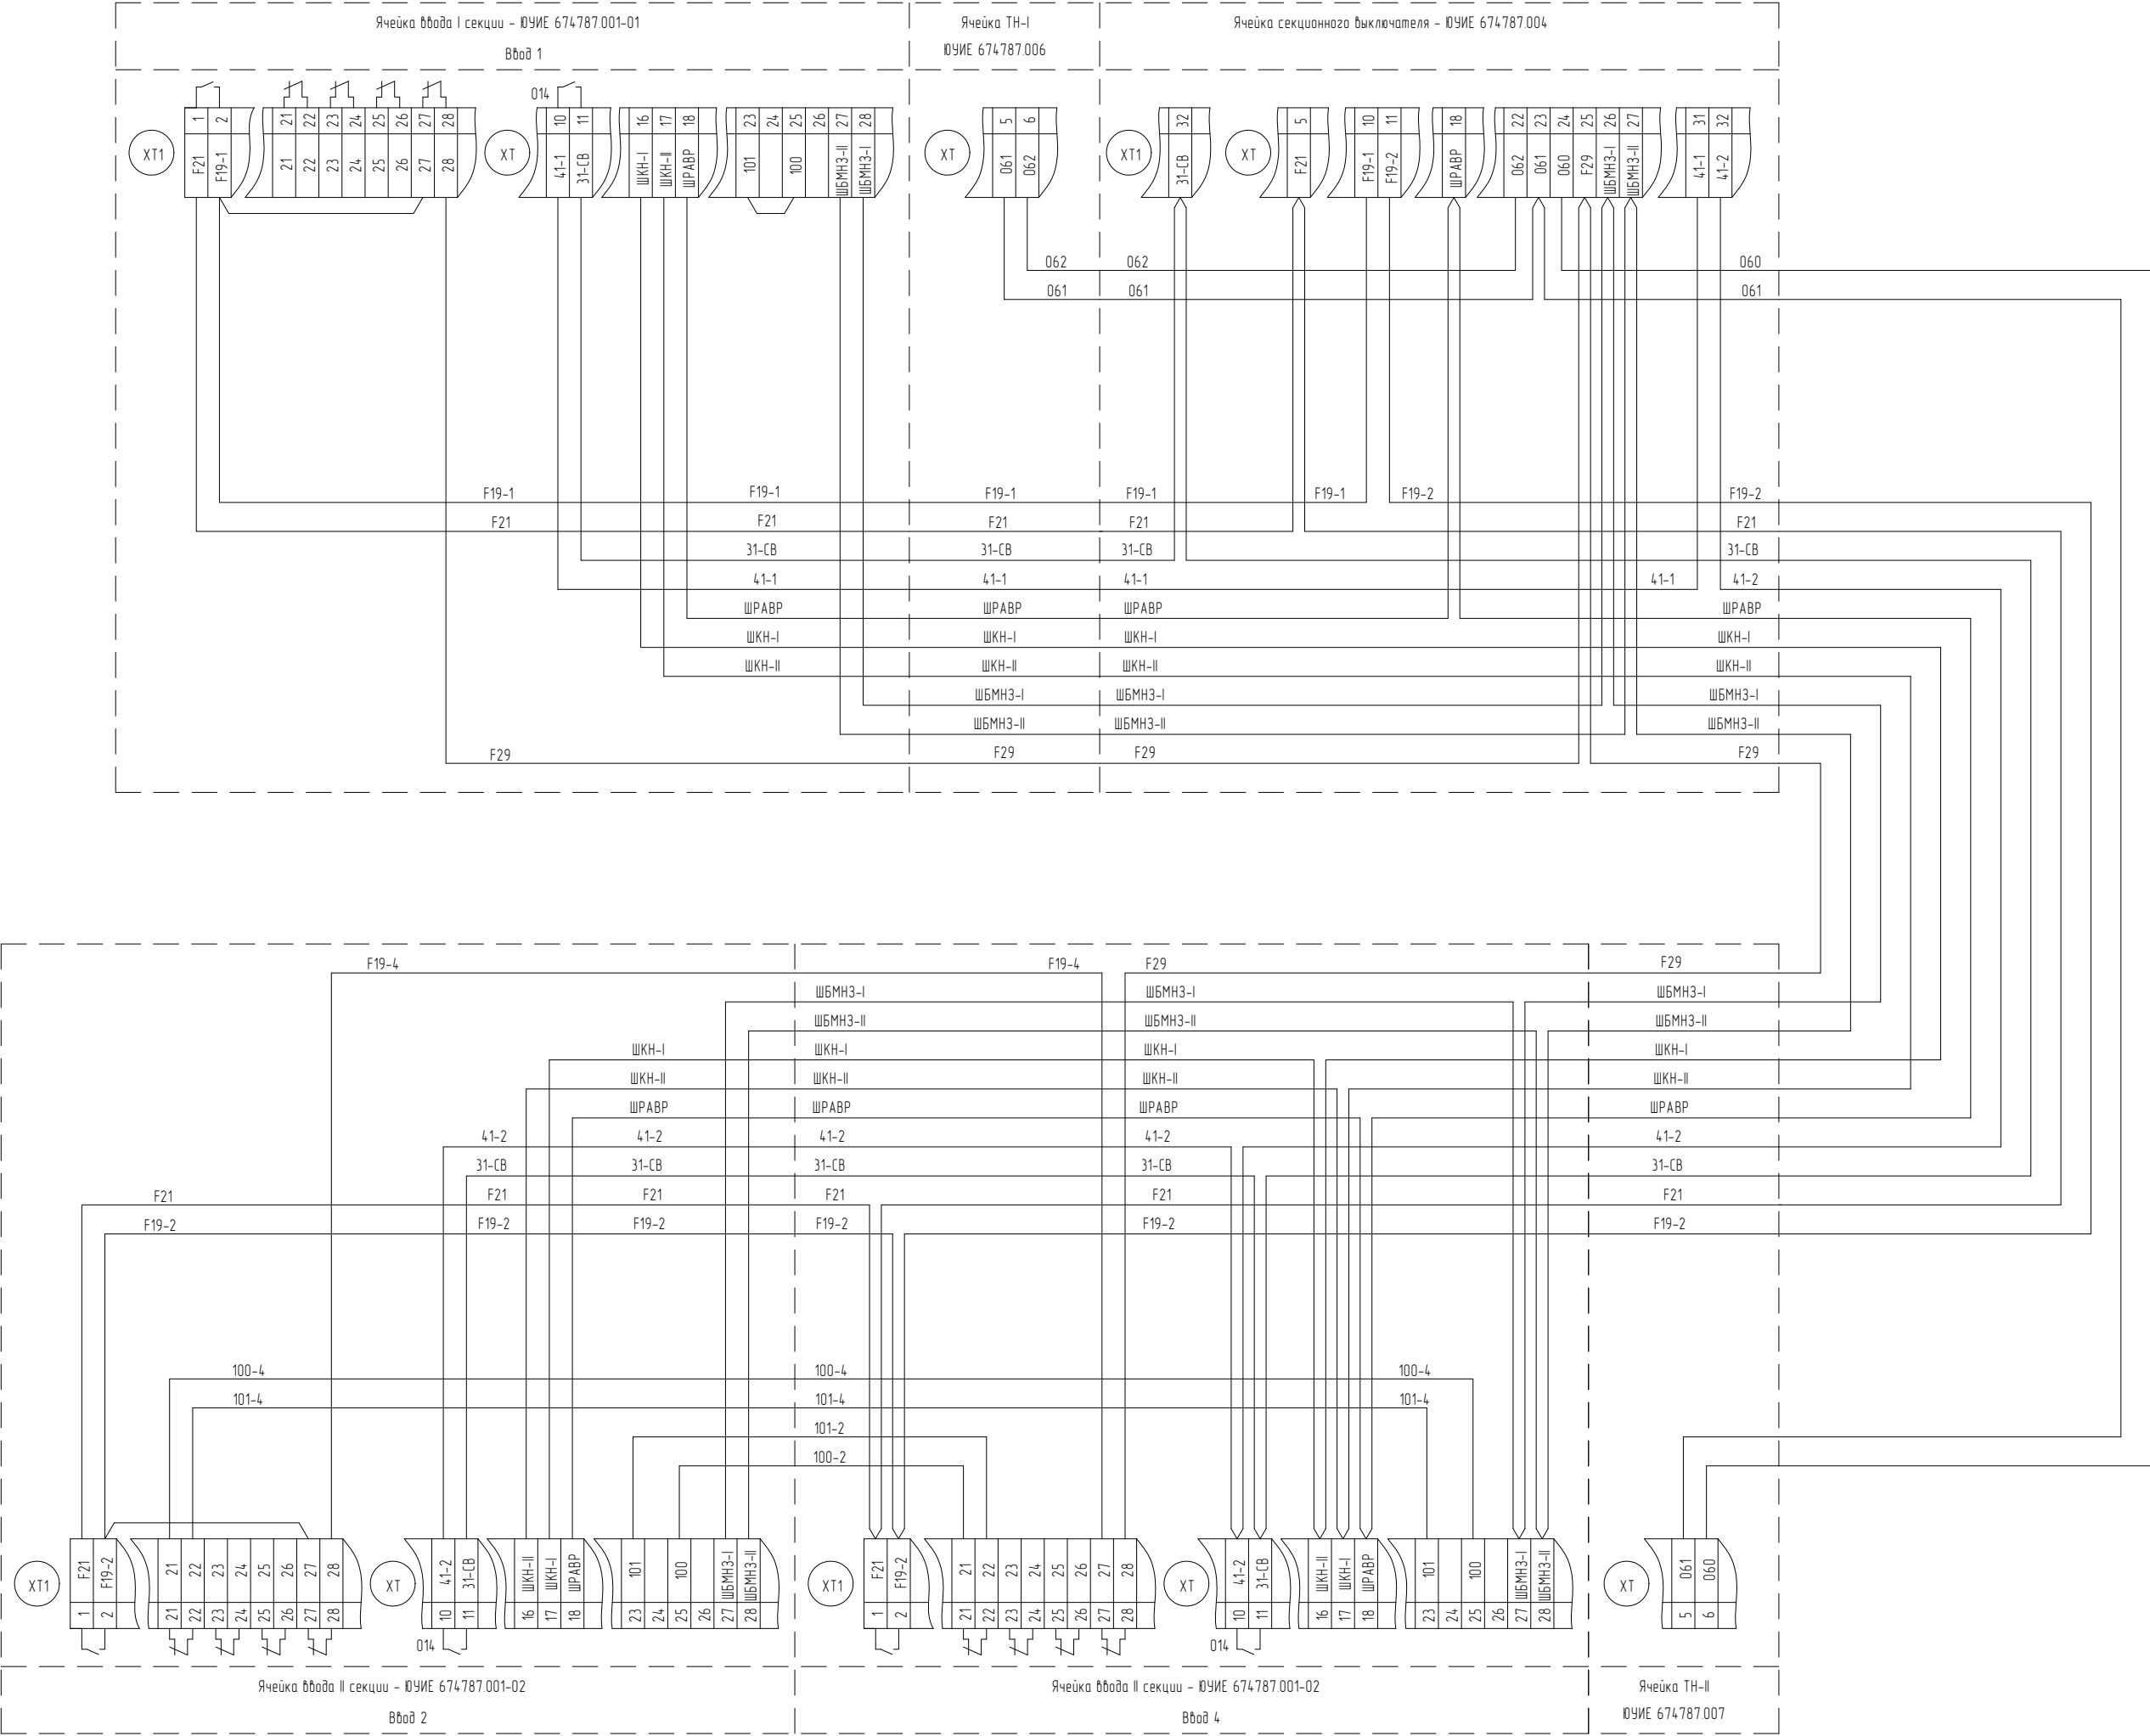 Ячейка ввода I секции - ЮУИЕ 674787.001-01
Ввод 1
Ячейка ТН-I
ЮУИЕ 674787.006
Ячейка секционного выключателя - ЮУИЕ 674787.004
014
XT1
1 2
F21 F19-1
21 22 23 24 25 26 27 28
21 22 23 24 25 26 27 28
XT
10 11
41-1 31-СВ
16 17 18
ШКН-I ШКН-II ШРАВР
23 24 25 26 27 28
101 100 ШБМНЗ-II ШБМНЗ-I
XT
5 6
061 062
XT1
32
31-СВ
XT
5
F21
10 11
F19-1 F19-2
18
ШРАВР
22 23 24 25 26 27
062 061 060 F29 ШБМНЗ-I ШБМНЗ-II
31 32
41-1 41-2
062 062 060
061 061 061
F19-1 F19-1 F19-1 F19-1 F19-1 F19-2 F19-2
F21 F21 F21 F21 F21
31-СВ 31-СВ 31-СВ 31-СВ
41-1 41-1 41-1 41-1 41-2
ШРАВР ШРАВР ШРАВР ШРАВР
ШКН-I ШКН-I ШКН-I ШКН-I
ШКН-II ШКН-II ШКН-II ШКН-II
ШБМНЗ-I ШБМНЗ-I ШБМНЗ-I
ШБМНЗ-II ШБМНЗ-II ШБМНЗ-II
F29 F29 F29 F29
F19-4 F19-4 F29 F29
ШБМНЗ-I ШБМНЗ-I ШБМНЗ-I
ШБМНЗ-II ШБМНЗ-II ШБМНЗ-II
ШКН-I ШКН-I ШКН-I ШКН-I
ШКН-II ШКН-II ШКН-II ШКН-II
ШРАВР ШРАВР ШРАВР ШРАВР
41-2 41-2 41-2 41-2 41-2
31-СВ 31-СВ 31-СВ 31-СВ 31-СВ
F21 F21 F21 F21 F21 F21
F19-2 F19-2 F19-2 F19-2 F19-2 F19-2
100-4 100-4 100-4
101-4 101-4 101-4
101-2
100-2
XT1
F21 F19-2
1 2
21 22 23 24 25 26 27 28
21 22 23 24 25 26 27 28
XT
41-2 31-СВ
10 11
ШКН-II ШКН-I ШРАВР
16 17 18
101 100 ШБМНЗ-I ШБМНЗ-II
23 24 25 26 27 28
XT1
F21 F19-2
1 2
21 22 23 24 25 26 27 28
21 22 23 24 25 26 27 28
XT
41-2 31-СВ
10 11
ШКН-II ШКН-I ШРАВР
16 17 18
101 100 ШБМНЗ-I ШБМНЗ-II
23 24 25 26 27 28
XT
061 060
5 6
014
014
Ячейка ввода II секции - ЮУИЕ 674787.001-02
Ввод 2
Ячейка ввода II секции - ЮУИЕ 674787.001-02
Ввод 4
Ячейка ТН-II
ЮУИЕ 674787.007